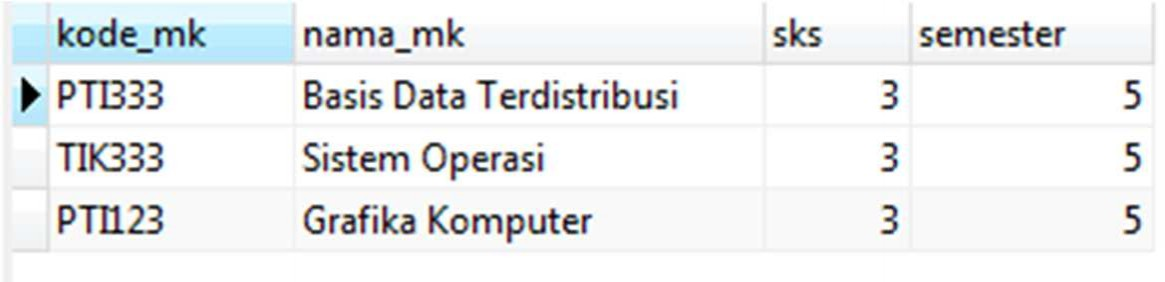 kode_mk nama_mk sks semester
PTI333 Basis Data Terdistribusi 3 5
TIK333 Sistem Operasi 3 5
PTI123 Grafika Komputer 3 5